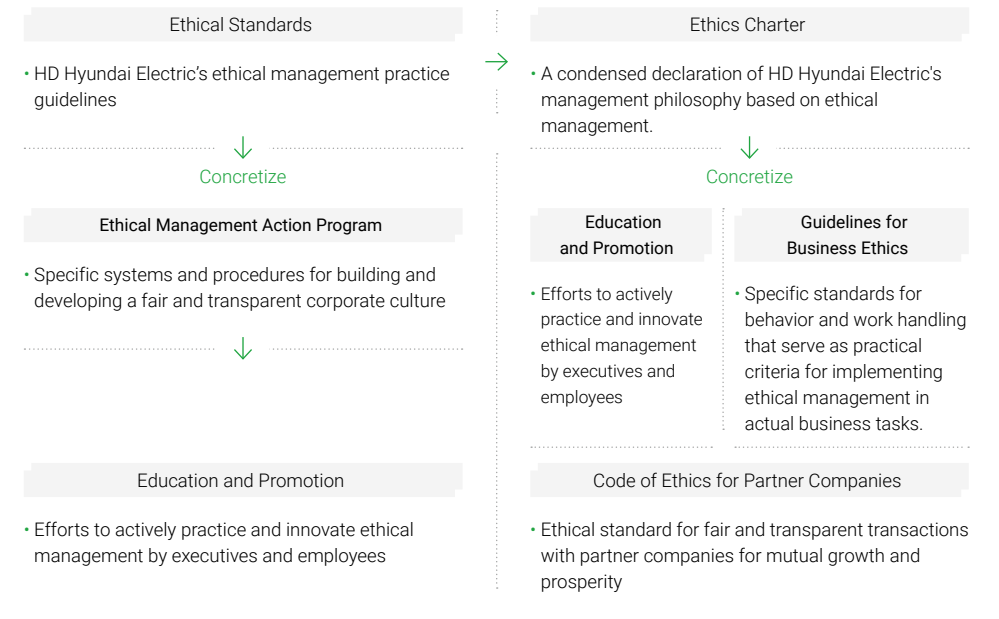 Ethical Standards
• HD Hyundai Electric’s ethical management practice
guidelines
Concretize
Ethical Management Action Program
• Specific systems and procedures for building and
developing a fair and transparent corporate culture
Education and Promotion
• Efforts to actively practice and innovate ethical
management by executives and employees
Ethics Charter
• A condensed declaration of HD Hyundai Electric's
management philosophy based on ethical
management.
Concretize
Education
and Promotion
• Efforts to actively
practice and innovate
ethical management
by executives and
employees
Guidelines for
Business Ethics
• Specific standards for
behavior and work handling
that serve as practical
criteria for implementing
ethical management in
actual business tasks.
Code of Ethics for Partner Companies
• Ethical standard for fair and transparent transactions
with partner companies for mutual growth and
prosperity